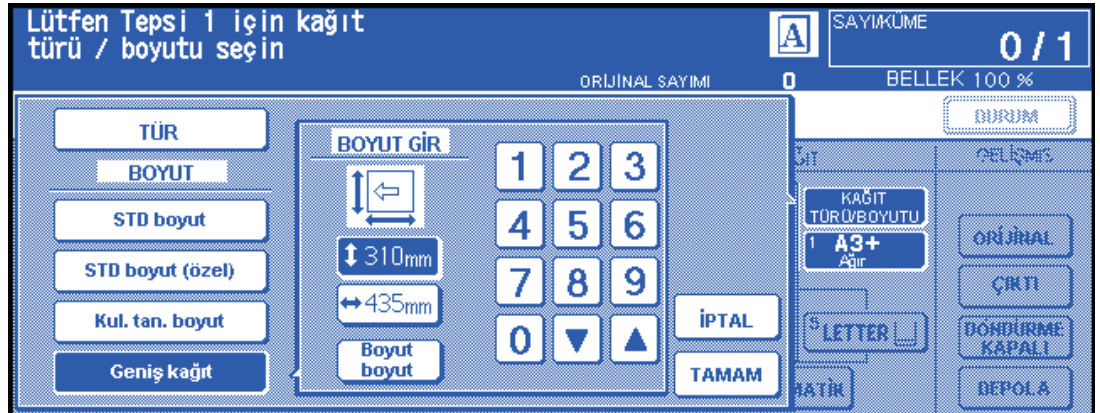 Lütfen Tepsi 1 için kağıt
türü / boyutu seçin
A
SAYI/KÜME
0 / 1
ORIJINAL SAYIMI 0 BELLEK 100 %
TÜR
BOYUT
STD boyut
STD boyut (özel)
Kul. tan. boyut
Geniş kağıt
BOYUT GİR
310mm
435mm
Boyut
boyut
1 2 3
4 5 6
7 8 9
0
İPTAL
TAMAM
DURUM
GELİŞMİŞ
KAĞIT
TÜRÜ/BOYUTU
1 A3+
Ağır
5 LETTER
ORİJİNAL
ÇIKTI
DÖNDÜRME
KAPALI
DEPOLA